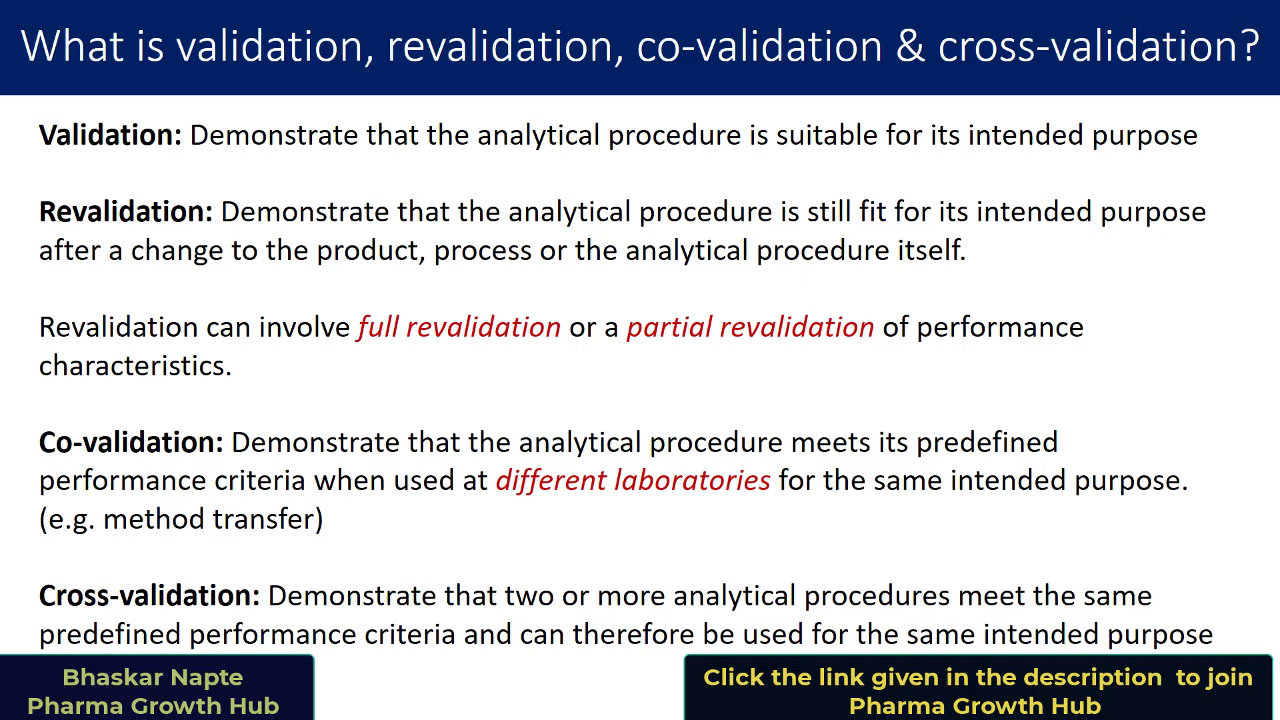 What is validation, revalidation, co-validation & cross-validation?
Validation: Demonstrate that the analytical procedure is suitable for its intended purpose
Revalidation: Demonstrate that the analytical procedure is still fit for its intended purpose
after a change to the product, process or the analytical procedure itself.
Revalidation can involve full revalidation or a partial revalidation of performance
characteristics.
Co-validation: Demonstrate that the analytical procedure meets its predefined
performance criteria when used at different laboratories for the same intended purpose.
(e.g. method transfer)
Cross-validation: Demonstrate that two or more analytical procedures meet the same
predefined performance criteria and can therefore be used for the same intended purpose
Bhaskar Napte
Pharma Growth Hub
Click the link given in the description to join
Pharma Growth Hub